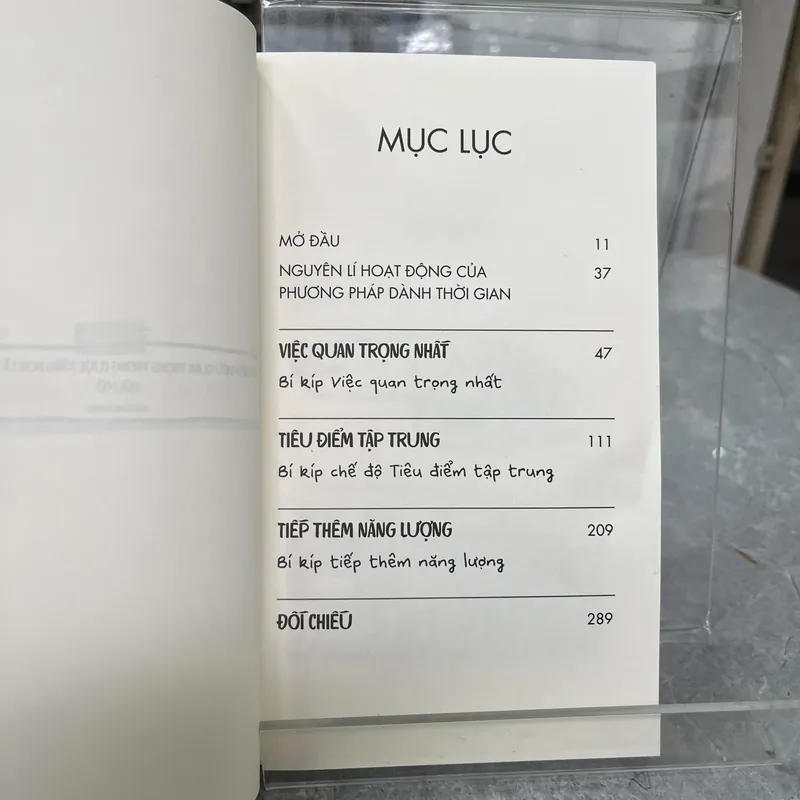 MỤC LỤC
MỞ ĐẦU 11
NGUYÊN LÍ HOẠT ĐỘNG CỦA 37
PHƯƠNG PHÁP DÀNH THỜI GIAN
VIỆC QUAN TRỌNG NHẤT 47
Bí kíp Việc quan trọng nhất
TIÊU ĐIỂM TẬP TRUNG 111
Bí kíp chế độ Tiêu điểm tập trung
TIẾP THÊM NĂNG LƯỢNG 209
Bí kíp tiếp thêm năng lượng
ĐỐI CHIẾU 289